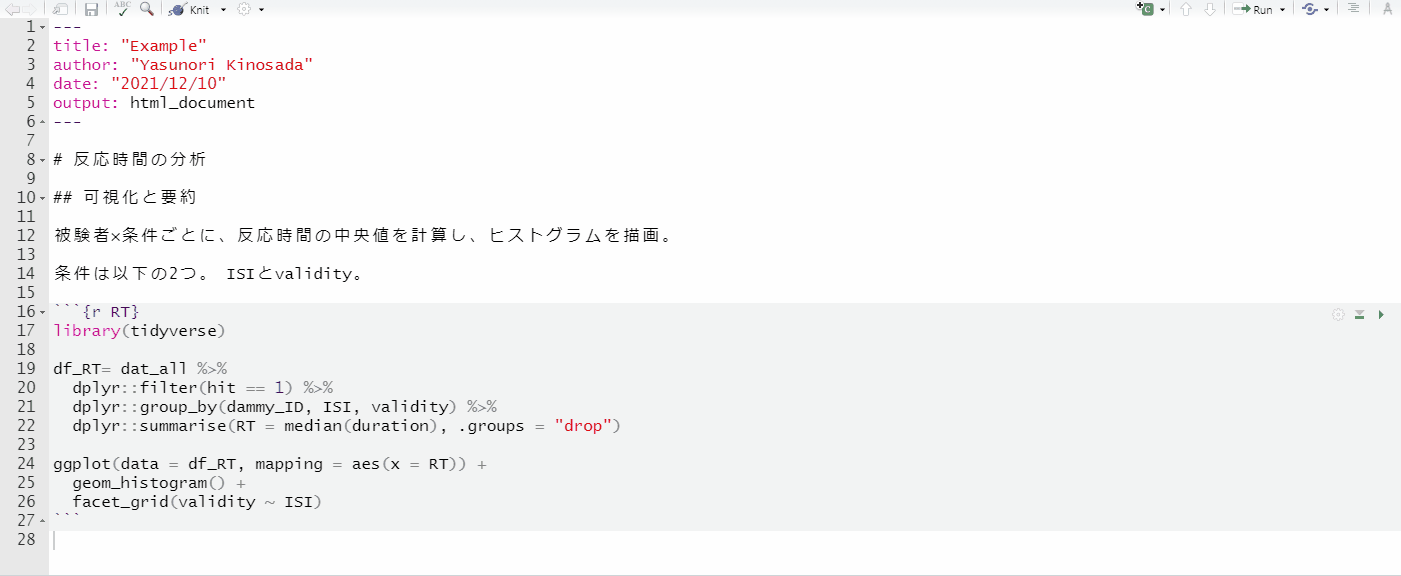 ABC Knit Run
1 ---
2 title: "Example"
3 author: "Yasunori Kinosada"
4 date: "2021/12/10"
5 output: html_document
6 ---
7
8 # 反応時間の分析
9
10 ## 可視化と要約
11
12 被験者×条件ごとに、反応時間の中央値を計算し、ヒストグラムを描画。
13
14 条件は以下の2つ。 ISIとvalidity。
15
16 ```{r RT}
17 library(tidyverse)
18
19 df_RT= dat_all %>%
20   dplyr::filter(hit == 1) %>%
21   dplyr::group_by(dammy_ID, ISI, validity) %>%
22   dplyr::summarise(RT = median(duration), .groups = "drop")
23
24 ggplot(data = df_RT, mapping = aes(x = RT)) +
25   geom_histogram() +
26   facet_grid(validity ~ ISI)
27 ```
28